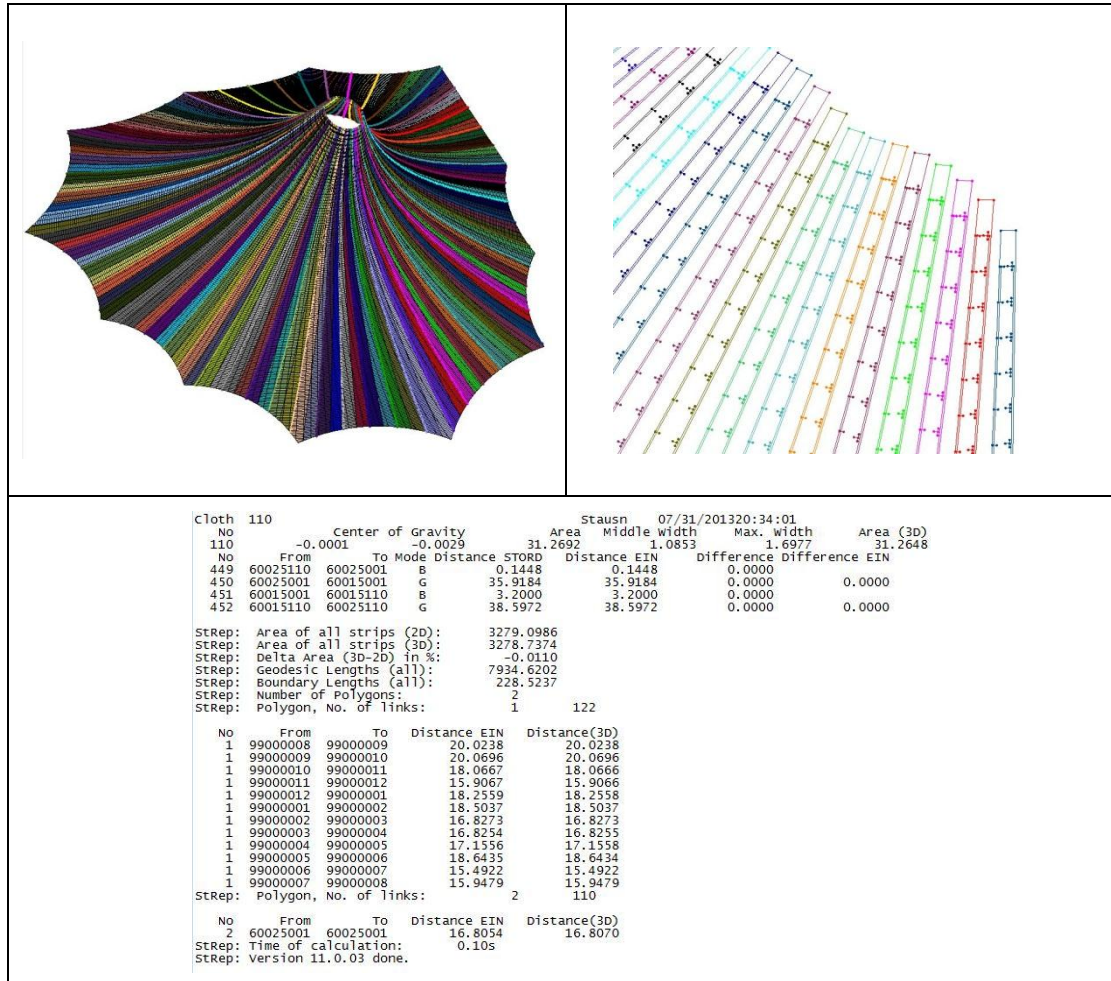 Cloth 110 Stausn 07/31/201320:34:01
No Center of Gravity Area Middle Width Max. Width Area (3D)
110 -0.0001 -0.0029 31.2692 1.0853 1.6977 31.2648
No From To Mode Distance STORD Distance EIN Difference Difference EIN
449 60025110 60025001 B 0.1448 0.1448 0.0000
450 60025001 60015001 G 35.9184 35.9184 0.0000 0.0000
451 60015001 60015110 B 3.2000 3.2000 0.0000
452 60015110 60025110 G 38.5972 38.5972 0.0000 0.0000
StRep: Area of all strips (2D): 3279.0986
StRep: Area of all strips (3D): 3278.7374
StRep: Delta Area (3D-2D) in %: -0.0110
StRep: Geodesic Lengths (all): 7934.6202
StRep: Boundary Lengths (all): 228.5237
StRep: Number of Polygons: 2
StRep: Polygon, No. of links: 1 122
No From To Distance EIN Distance(3D)
1 99000008 99000009 20.0238 20.0238
1 99000009 99000010 20.0696 20.0696
1 99000010 99000011 18.0667 18.0666
1 99000011 99000012 15.9067 15.9066
1 99000012 99000001 18.2559 18.2558
1 99000001 99000002 18.5037 18.5037
1 99000002 99000003 16.8273 16.8273
1 99000003 99000004 16.8254 16.8255
1 99000004 99000005 17.1556 17.1558
1 99000005 99000006 18.6435 18.6434
1 99000006 99000007 15.4922 15.4922
1 99000007 99000008 15.9479 15.9479
StRep: Polygon, No. of links: 2 110
No From To Distance EIN Distance(3D)
2 60025001 60025001 16.8054 16.8070
StRep: Time of calculation: 0.10s
StRep: Version 11.0.03 done.